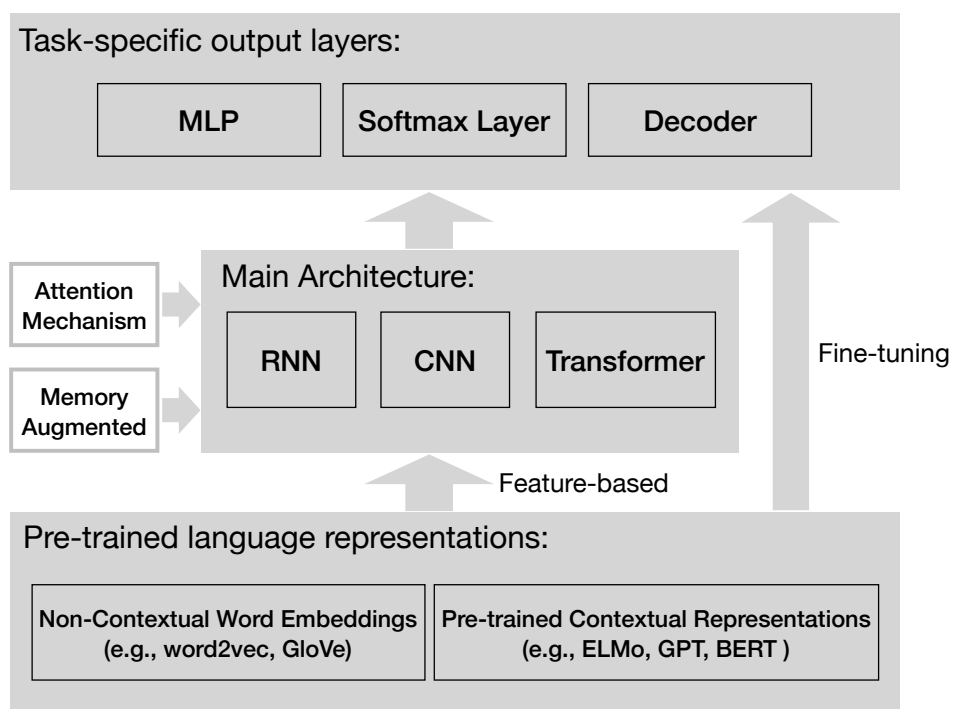 Task-specific output layers:
MLP
Softmax Layer
Decoder
Attention
Mechanism
Memory
Augmented
Main Architecture:
RNN
CNN
Transformer
Fine-tuning
Feature-based
Pre-trained language representations:
Non-Contextual Word Embeddings
(e.g., word2vec, GloVe)
Pre-trained Contextual Representations
(e.g., ELMo, GPT, BERT )